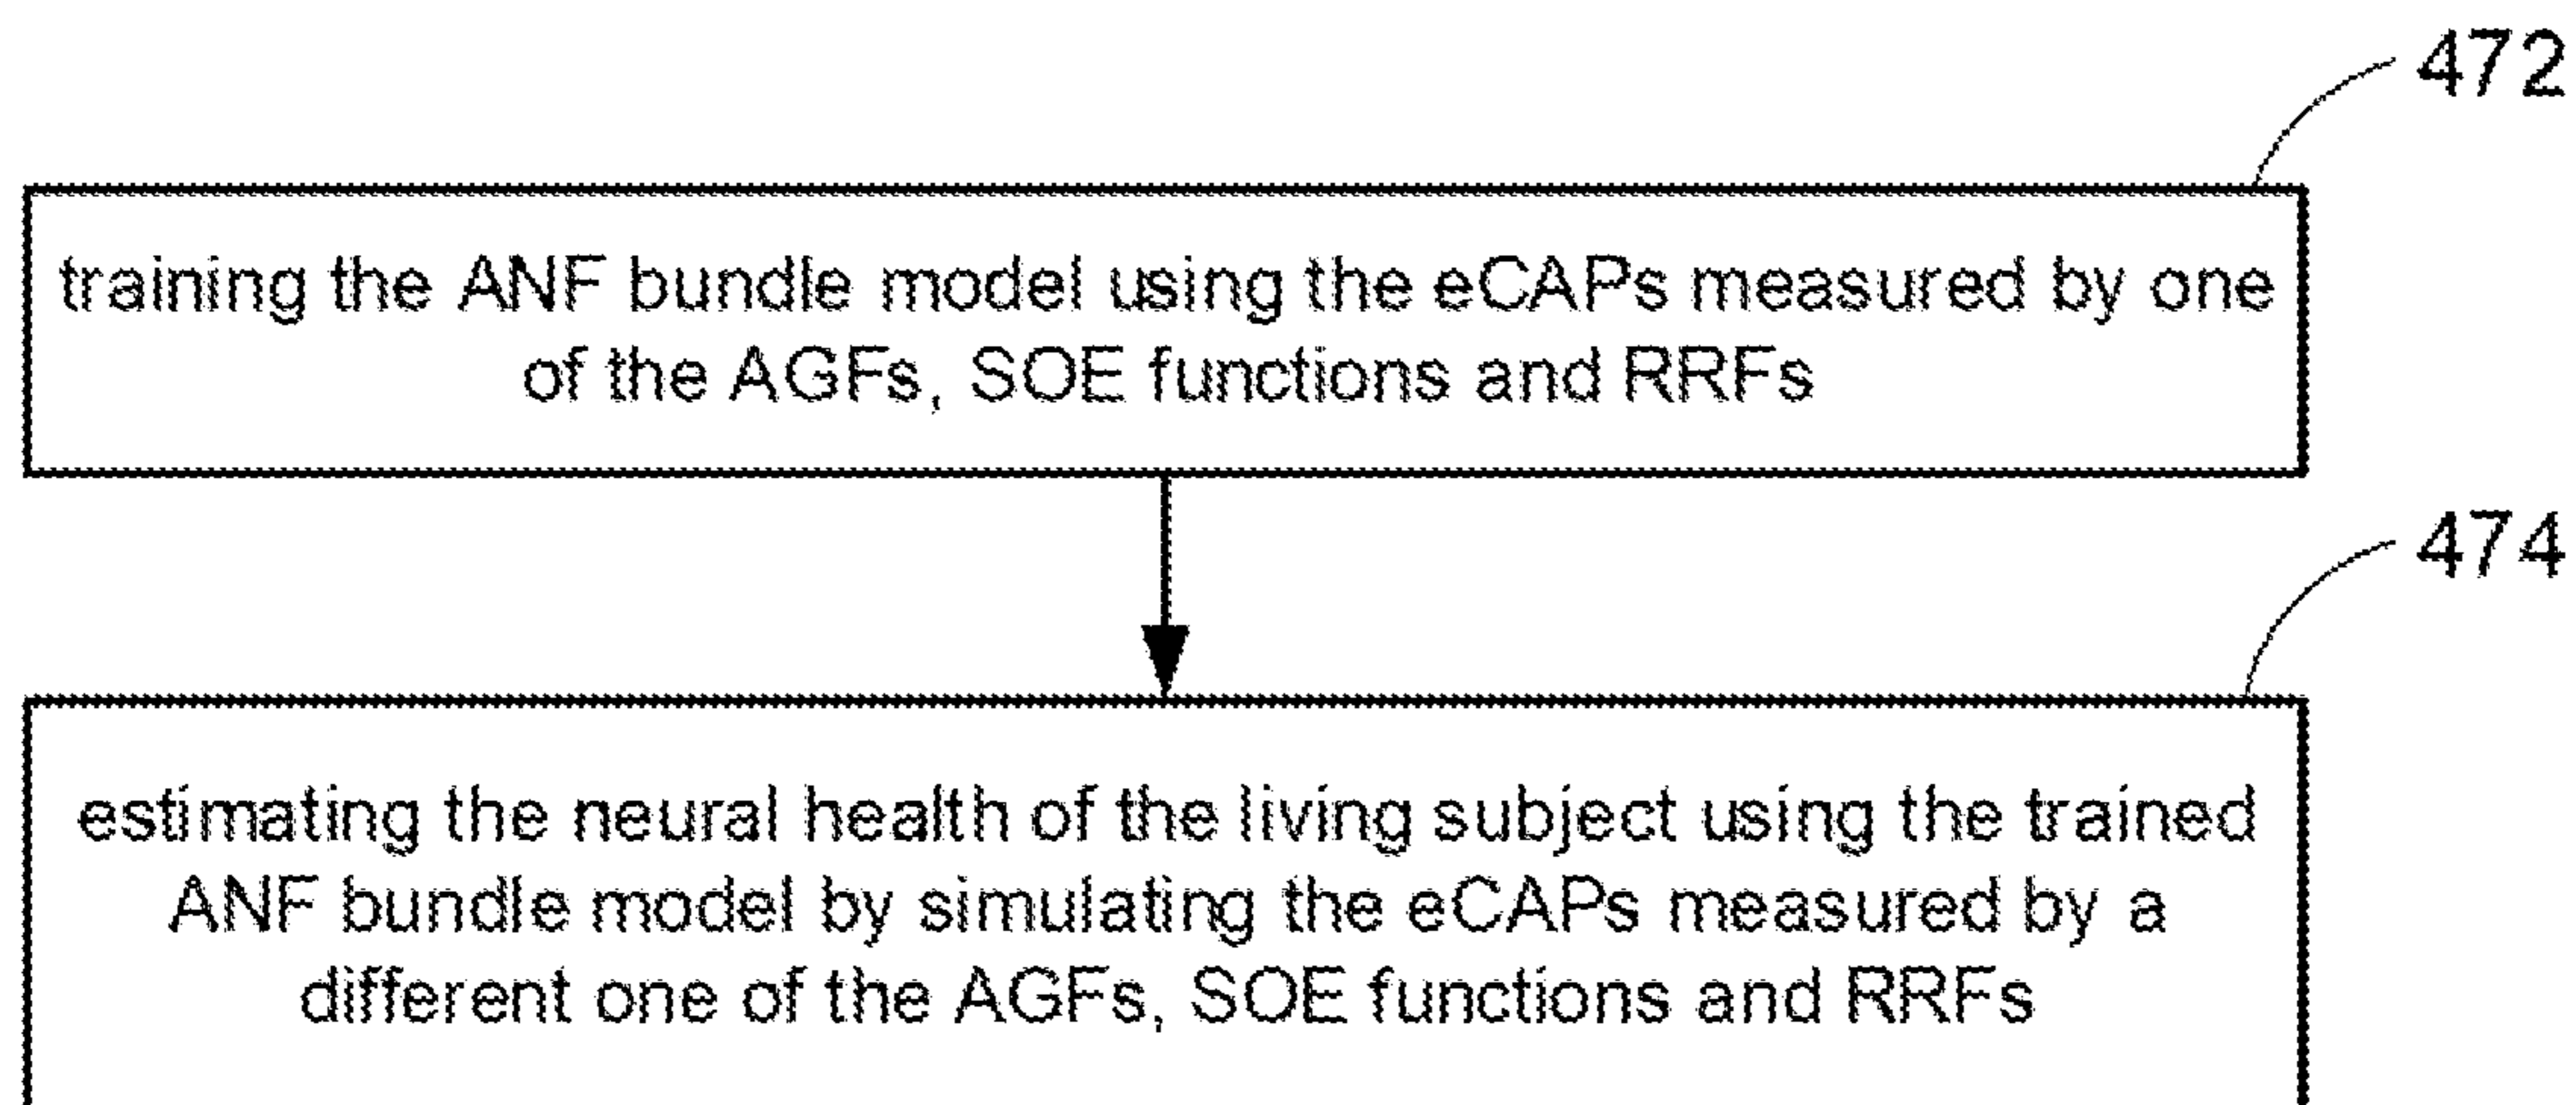 472
training the ANF bundle model using the eCAPs measured by one
of the AGFs, SOE functions and RRFs
474
estimating the neural health of the living subject using the trained
ANF bundle model by simulating the eCAPs measured by a
different one of the AGFs, SOE functions and RRFs